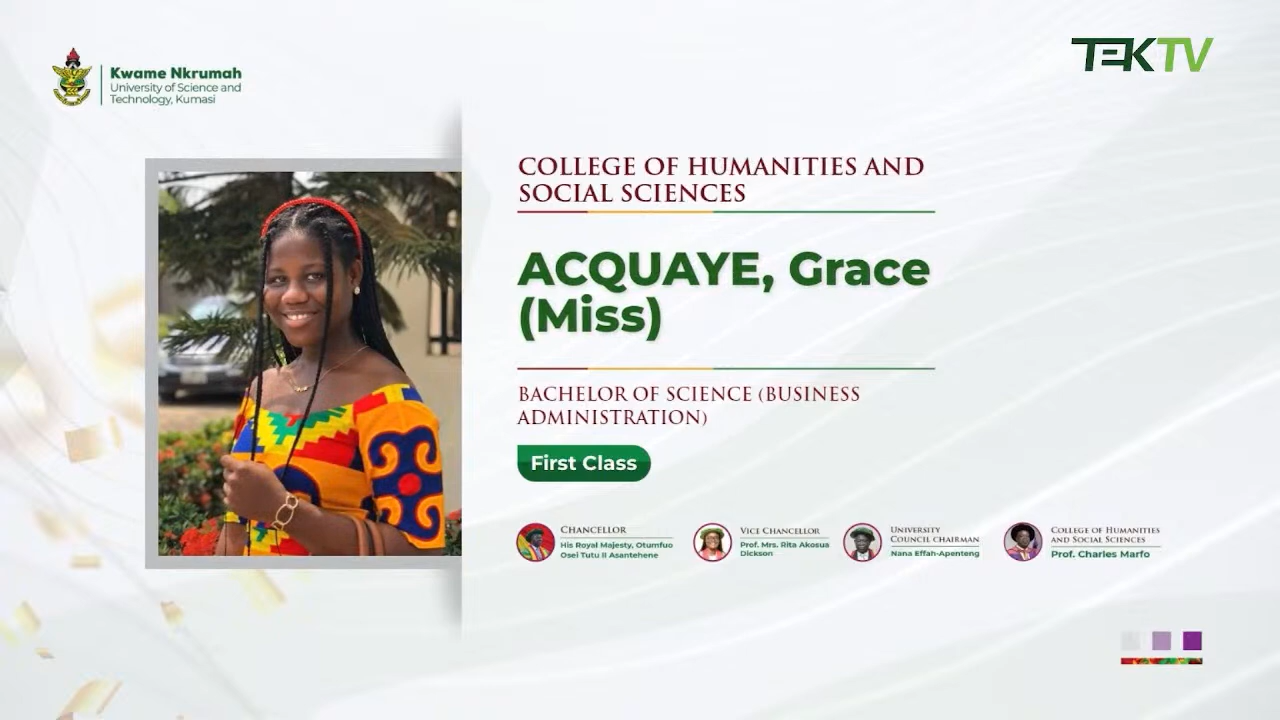 TEKTV
Kwame Nkrumah
University of Science and
Technology, Kumasi
COLLEGE OF HUMANITIES AND
SOCIAL SCIENCES
ACQUAYE, Grace
(Miss)
BACHELOR OF SCIENCE (BUSINESS
ADMINISTRATION)
First Class
CHANCELLOR
His Royal Majesty, Otumfuo
Osei Tutu II Asantehene
VICE CHANCELLOR
Prof. Mrs. Rita Akosua
Dickson
UNIVERSITY
COUNCIL CHAIRMAN
Nana Effah-Apenteng
COLLEGE OF HUMANITIES
AND SOCIAL SCIENCES
Prof. Charles Marfo